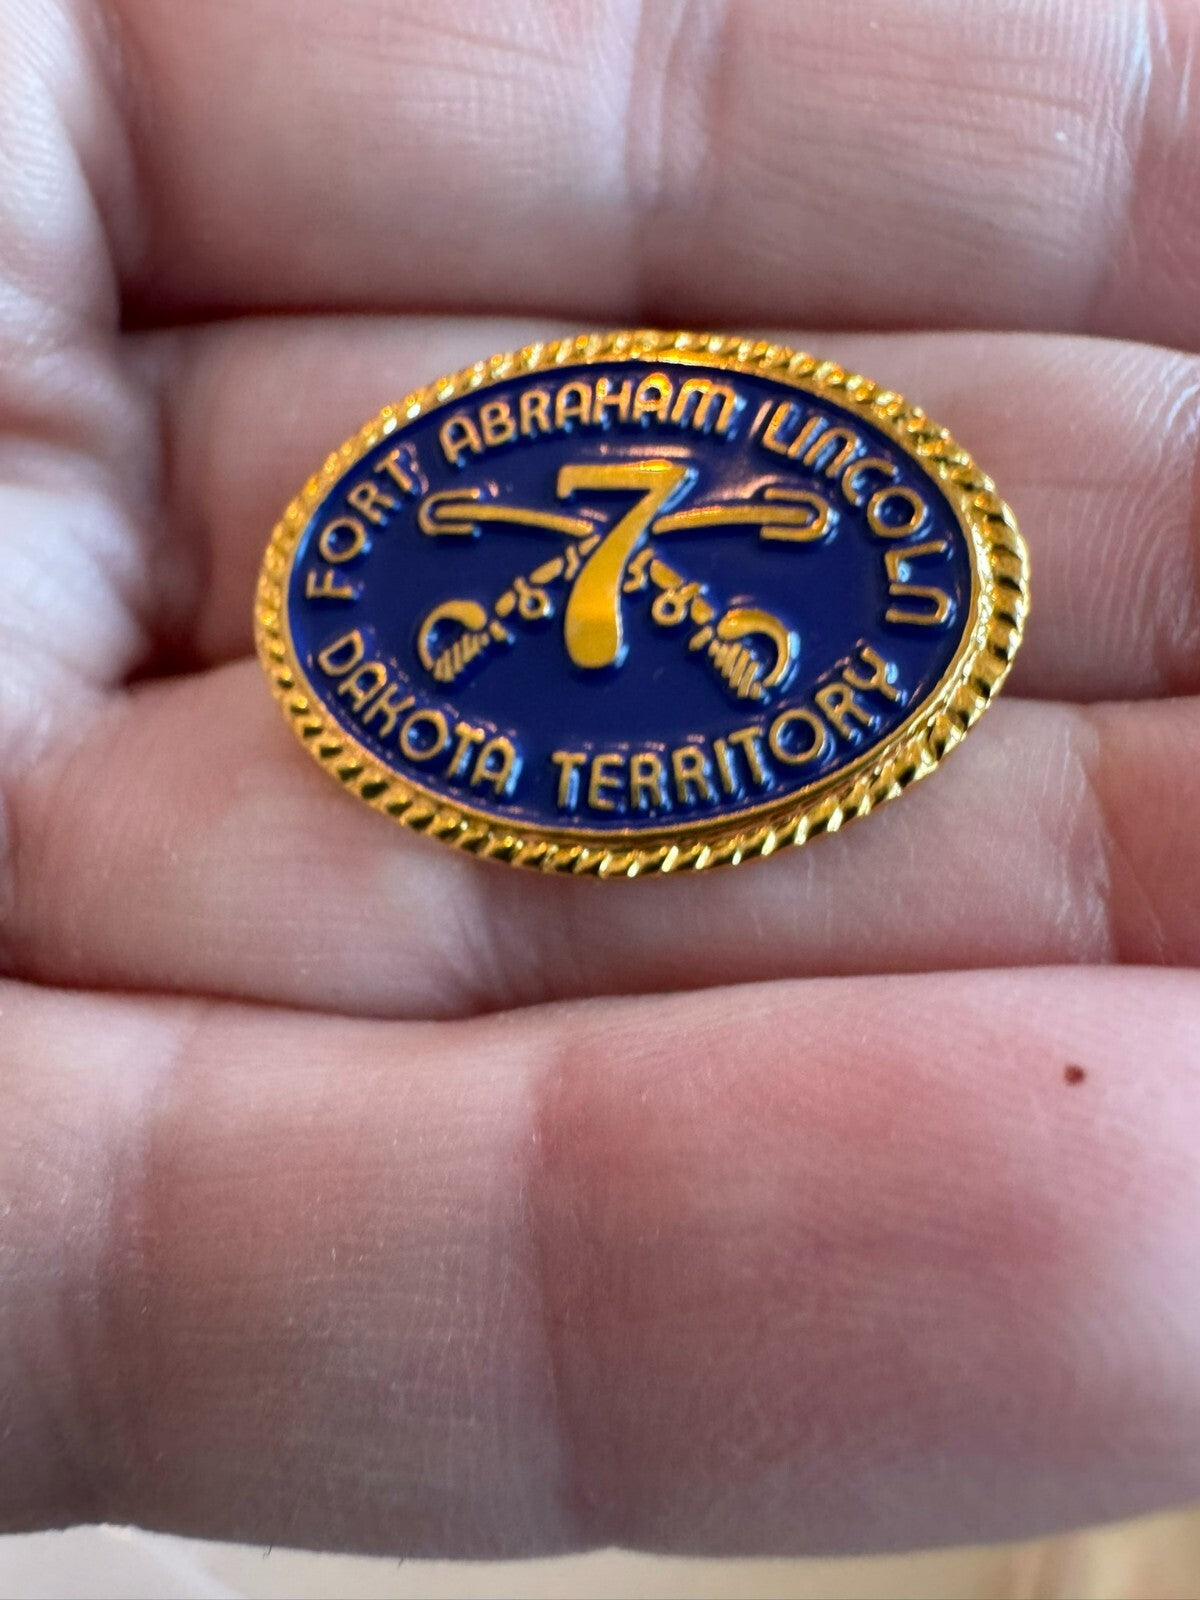 FORT ABRAHAM LINCOLN
7
DAKOTA TERRITORY